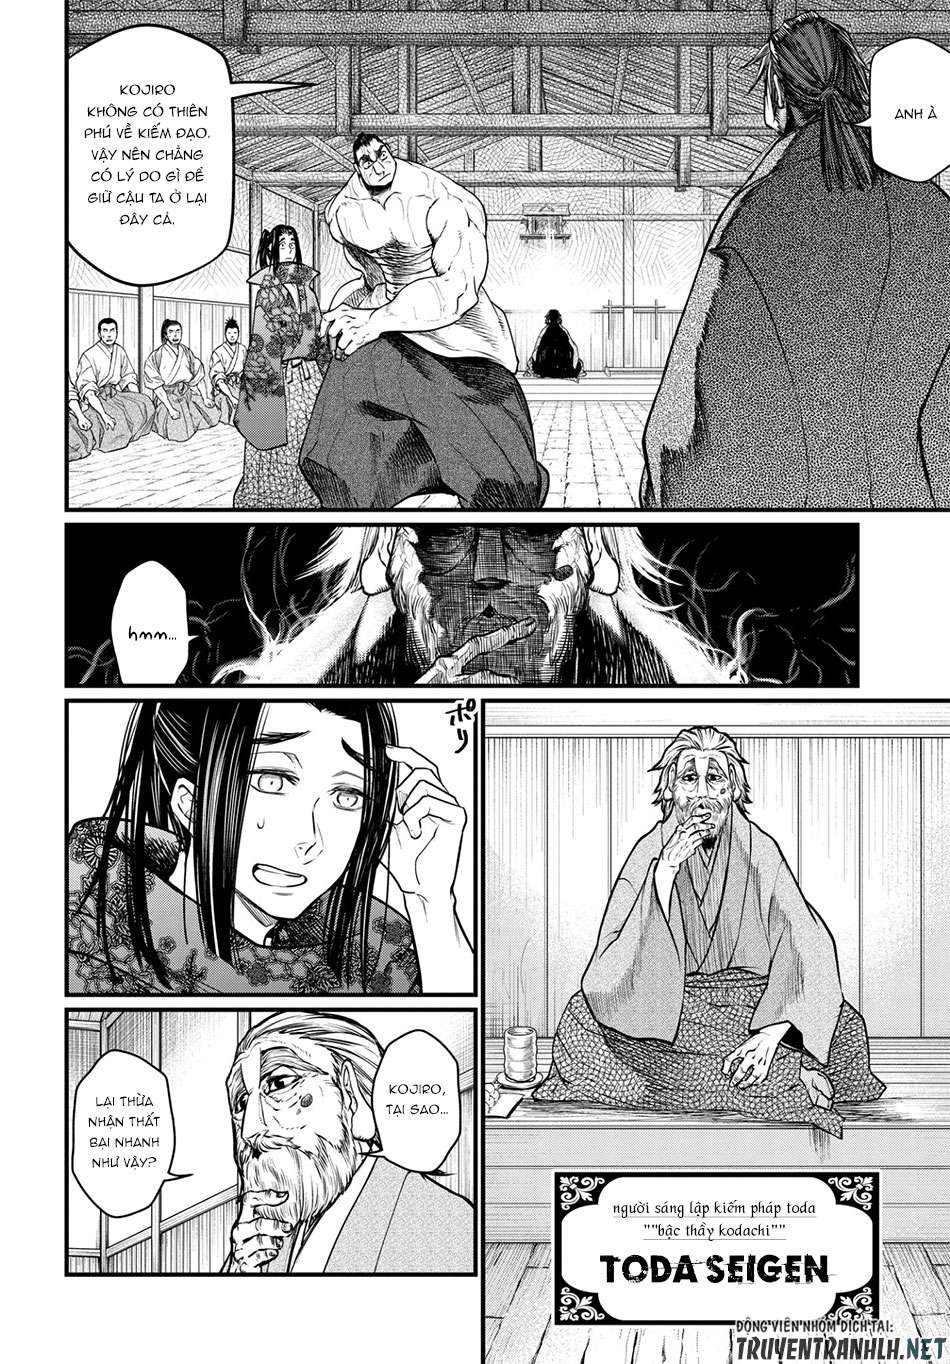 ANH À
KOJIRO
KHÔNG CÓ THIÊN
PHÚ VỀ KIẾM ĐẠO.
VẬY NÊN CHẲNG
CÓ LÝ DO GÌ ĐỂ
GIỮ CẬU TA Ở LẠI
ĐÂY CẢ.
hmm...
ポリ
người sáng lập kiếm pháp toda
""bậc thầy kodachi""
TODA SEIGEN
KOJIRO,
TẠI SAO...
LẠI THỪA
NHẬN THẤT
BẠI NHANH
NHƯ VẬY?
ĐỘNG VIÊN NHÓM DỊCH TẠI:
TRUYENTRANHLH.NET